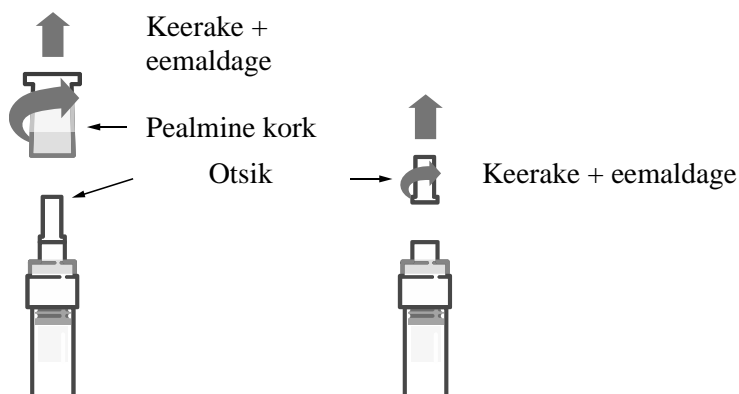 Keerake +
eemaldage
Pealmine kork
Otsik
Keerake + eemaldage